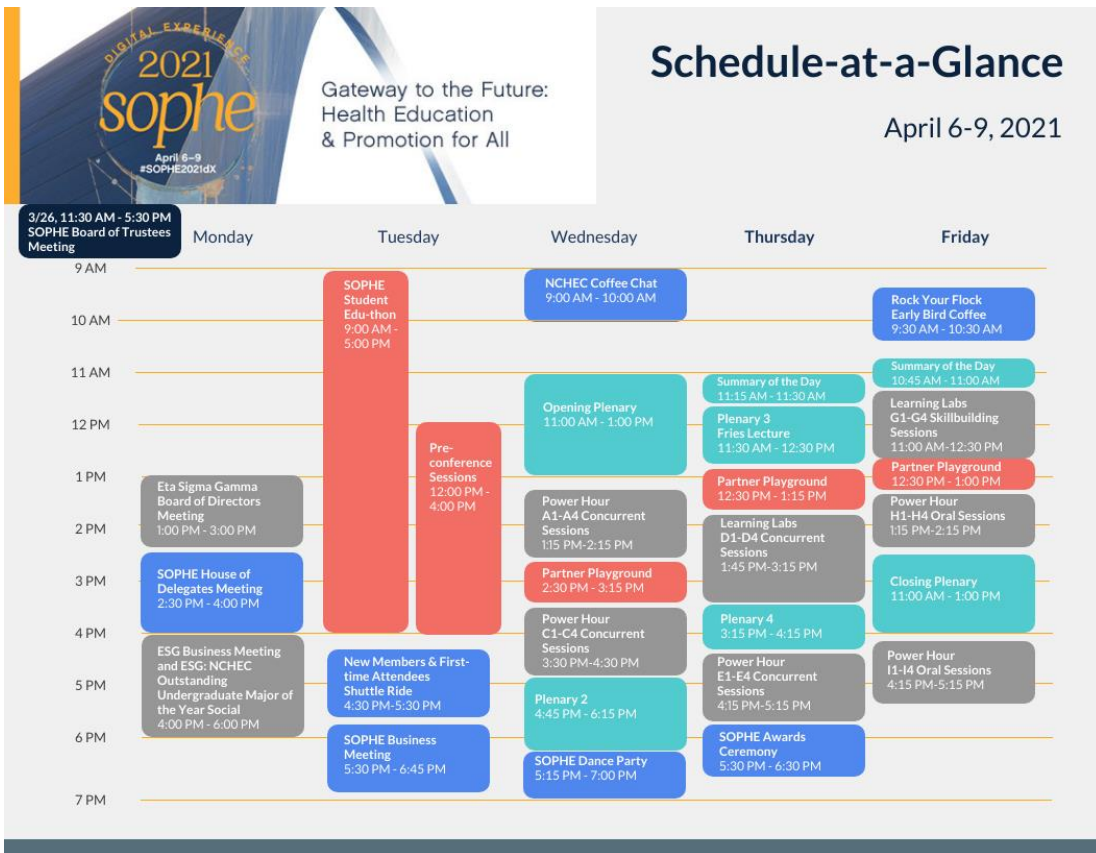 DIGITAL EXPERIENCE
2021
sophe
April 6–9
#SOPHE2021dX
Gateway to the Future:
Health Education
& Promotion for All
Schedule-at-a-Glance
April 6-9, 2021
3/26, 11:30 AM - 5:30 PM
SOPHE Board of Trustees
Meeting
Monday
Tuesday
Wednesday
Thursday
Friday
9 AM
10 AM
11 AM
12 PM
1 PM
2 PM
3 PM
4 PM
5 PM
6 PM
7 PM
Eta Sigma Gamma
Board of Directors
Meeting
1:00 PM - 3:00 PM
SOPHE House of
Delegates Meeting
2:30 PM - 4:00 PM
ESG Business Meeting
and ESG: NCHEC
Outstanding
Undergraduate Major of
the Year Social
4:00 PM - 6:00 PM
SOPHE
Student
Edu-thon
9:00 AM -
5:00 PM
Pre-
conference
Sessions
12:00 PM -
4:00 PM
New Members & First-
time Attendees
Shuttle Ride
4:30 PM-5:30 PM
SOPHE Business
Meeting
5:30 PM - 6:45 PM
NCHEC Coffee Chat
9:00 AM - 10:00 AM
Opening Plenary
11:00 AM - 1:00 PM
Power Hour
A1-A4 Concurrent
Sessions
1:15 PM-2:15 PM
Partner Playground
2:30 PM - 3:15 PM
Power Hour
C1-C4 Concurrent
Sessions
3:30 PM-4:30 PM
Plenary 2
4:45 PM - 6:15 PM
SOPHE Dance Party
5:15 PM - 7:00 PM
Summary of the Day
11:15 AM - 11:30 AM
Plenary 3
Fries Lecture
11:30 AM - 12:30 PM
Partner Playground
12:30 PM - 1:15 PM
Learning Labs
D1-D4 Concurrent
Sessions
1:45 PM-3:15 PM
Plenary 4
3:15 PM - 4:15 PM
Power Hour
E1-E4 Concurrent
Sessions
4:15 PM-5:15 PM
SOPHE Awards
Ceremony
5:30 PM - 6:30 PM
Rock Your Flock
Early Bird Coffee
9:30 AM - 10:30 AM
Summary of the Day
10:45 AM - 11:00 AM
Learning Labs
G1-G4 Skillbuilding
Sessions
11:00 AM-12:30 PM
Partner Playground
12:30 PM - 1:00 PM
Power Hour
H1-H4 Oral Sessions
1:15 PM-2:15 PM
Closing Plenary
11:00 AM - 1:00 PM
Power Hour
I1-I4 Oral Sessions
4:15 PM-5:15 PM